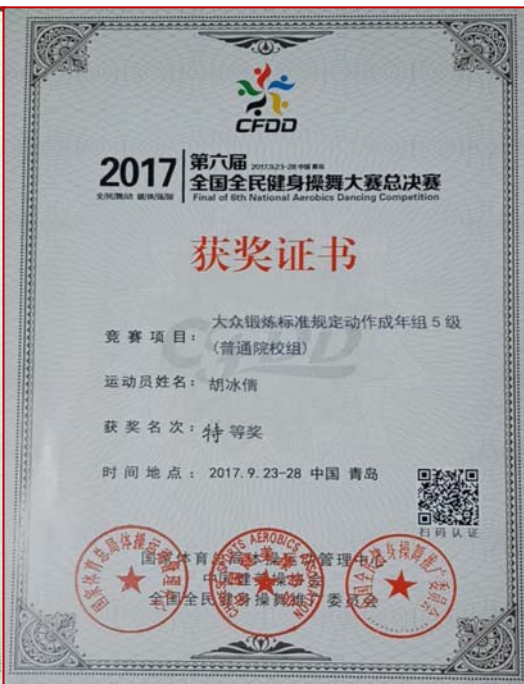 CFDD
2017
全民舞动 健体强国
第六届 2017.9.23-28 中国 青岛
全国全民健身操舞大赛总决赛
Final of 6th National Aerobics Dancing Competition
获奖证书
竞赛项目：大众锻炼标准规定动作成年组 5 级
(普通院校组)
运动员姓名：胡冰倩
获奖名次：特等奖
时间地点：2017.9.23-28 中国 青岛
扫码认证
国家体育总局体操运动管理中心
中国健美操协会
全国全民健身操舞推广委员会